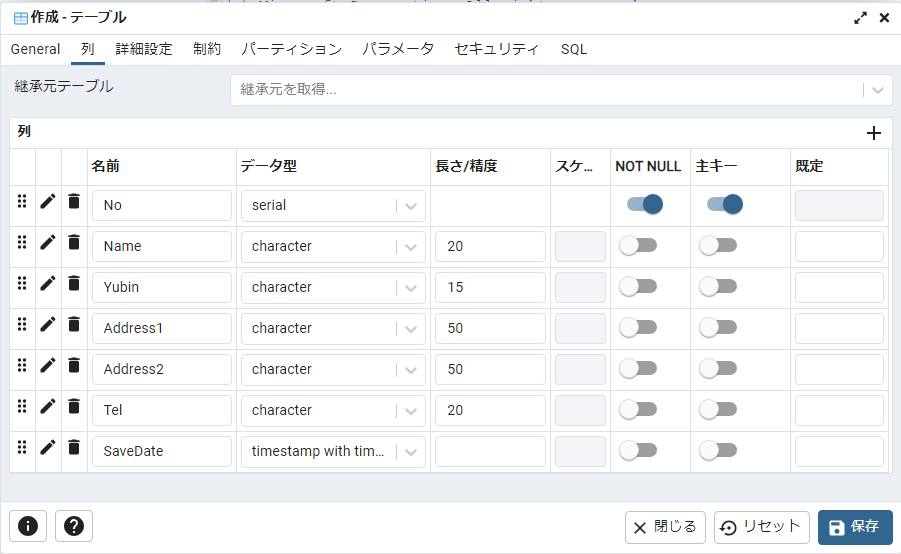 作成 - テーブル
General 列 詳細設定 制約 パーティション パラメータ セキュリティ SQL
継承元テーブル 継承元を取得...
列
名前 データ型 長さ/精度 スケ... NOT NULL 主キー 既定
No serial
Name character 20
Yubin character 15
Address1 character 50
Address2 character 50
Tel character 20
SaveDate timestamp with tim...
閉じる リセット 保存